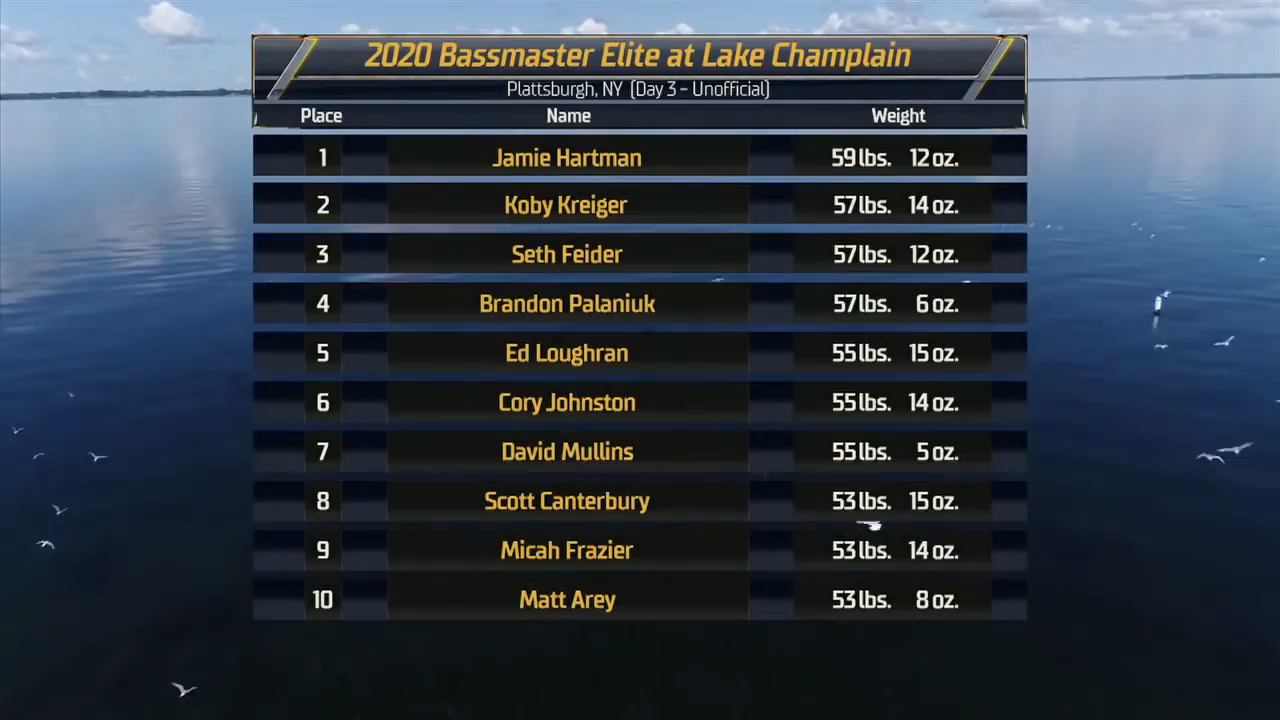 2020 Bassmaster Elite at Lake Champlain
Plattsburgh, NY (Day 3 - Unofficial)
Place Name Weight
1 Jamie Hartman 59 lbs. 12 oz.
2 Koby Kreiger 57 lbs. 14 oz.
3 Seth Feider 57 lbs. 12 oz.
4 Brandon Palaniuk 57 lbs. 6 oz.
5 Ed Loughran 55 lbs. 15 oz.
6 Cory Johnston 55 lbs. 14 oz.
7 David Mullins 55 lbs. 5 oz.
8 Scott Canterbury 53 lbs. 15 oz.
9 Micah Frazier 53 lbs. 14 oz.
10 Matt Arey 53 lbs. 8 oz.